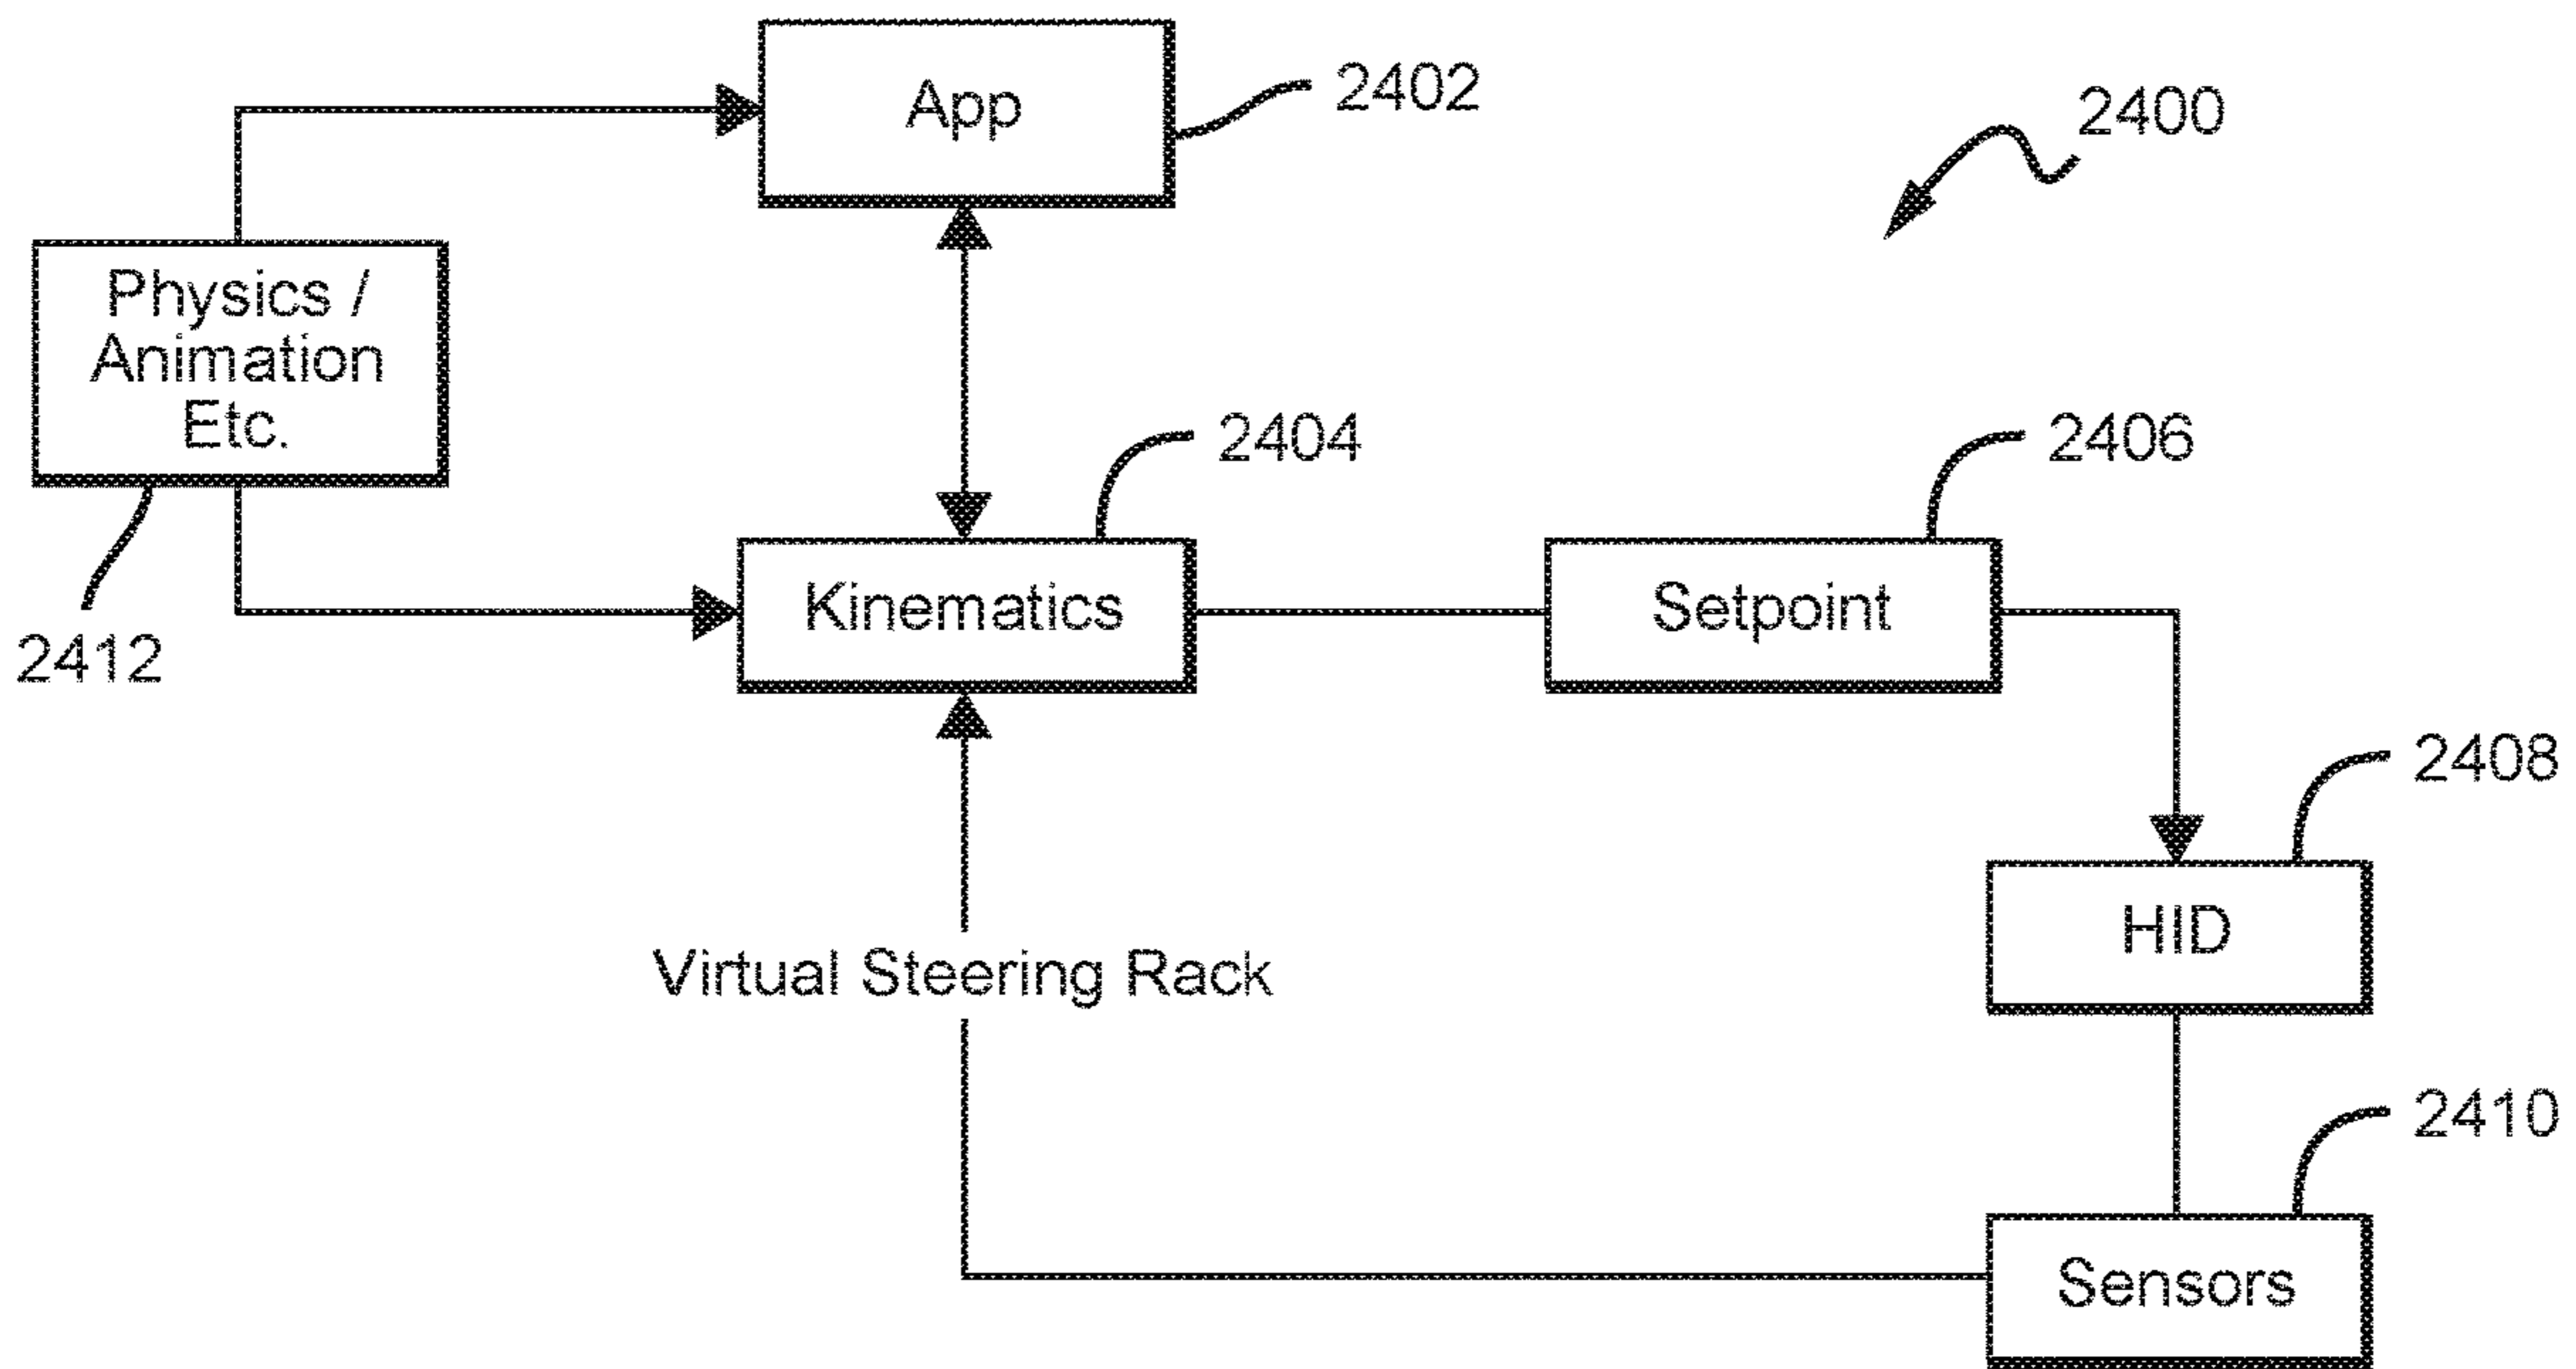 App
2402
2400
Physics /
Animation
Etc.
2404
2406
Kinematics
Setpoint
2412
2408
HID
Virtual Steering Rack
2410
Sensors